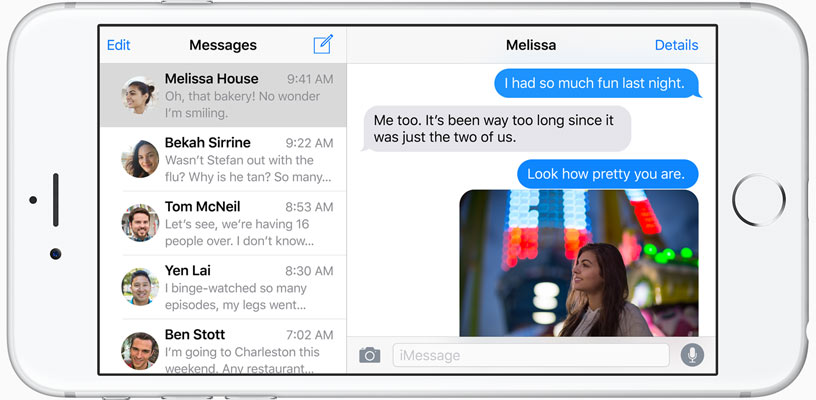 Edit
Messages
Melissa House
9:41 AM
Oh, that bakery! No wonder
I’m smiling.
Bekah Sirrine
9:22 AM
Wasn’t Stefan out with the
flu? Why is he tan? So many...
Tom McNeil
8:53 AM
Let’s see, we’re having 16
people over. I don’t know...
Yen Lai
8:30 AM
I binge-watched so many
episodes, my legs went...
Ben Stott
7:02 AM
I’m going to Charleston this
weekend. Any restaurant...
Melissa
Details
I had so much fun last night.
Me too. It’s been way too long since it
was just the two of us.
Look how pretty you are.
iMessage